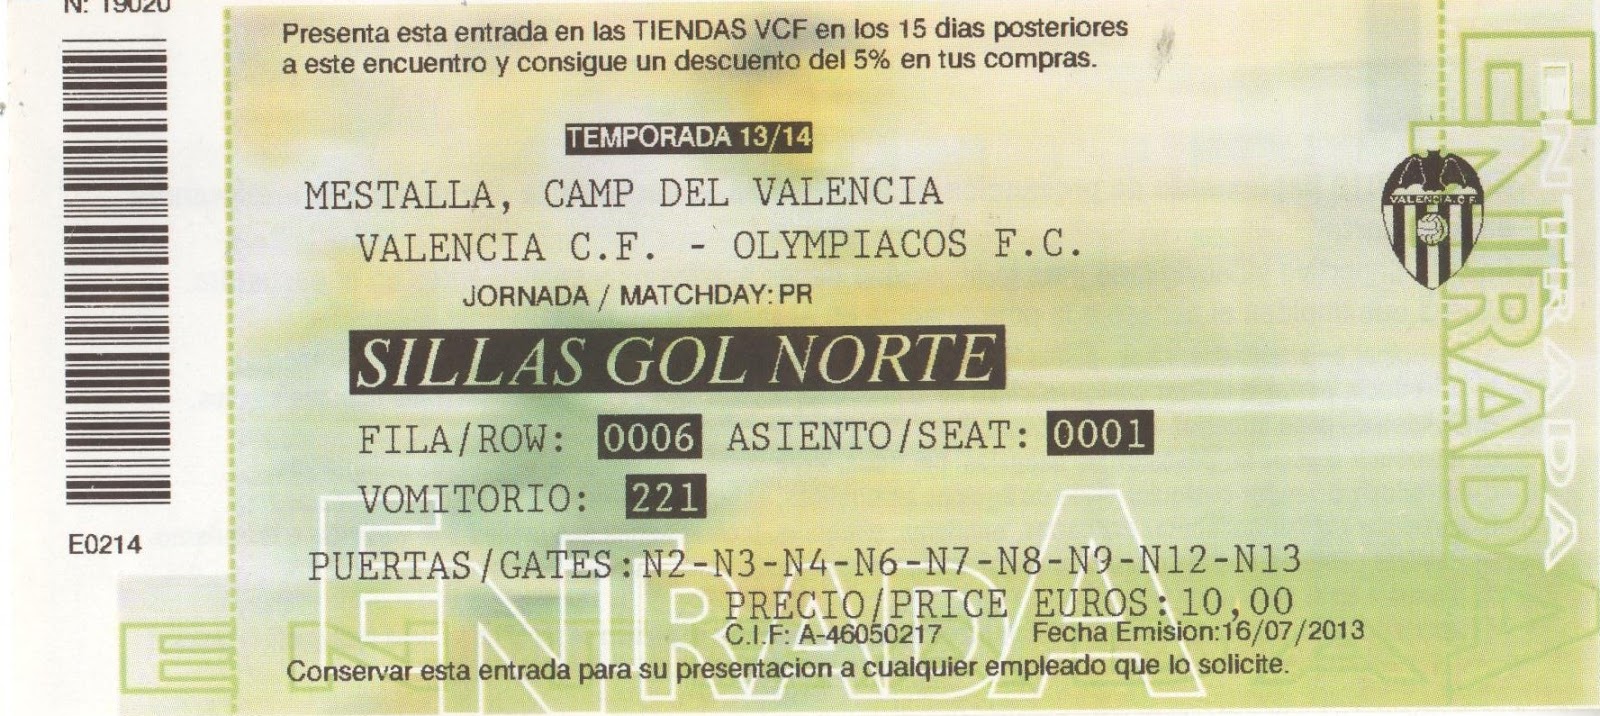 N: 19020
Presenta esta entrada en las TIENDAS VCF en los 15 dias posteriores
a este encuentro y consigue un descuento del 5% en tus compras.
TEMPORADA 13/14
MESTALLA, CAMP DEL VALENCIA
VALENCIA C.F. - OLYMPIACOS F.C.
JORNADA / MATCHDAY: PR
SILLAS GOL NORTE
FILA/ROW: 0006 ASIENTO/SEAT: 0001
VOMITORIO: 221
E0214
PUERTAS/GATES:N2-N3-N4-N6-N7-N8-N9-N12-N13
PRECIO/PRICE EUROS:10,00
C.I.F: A-46050217 Fecha Emision:16/07/2013
Conservar esta entrada para su presentacion a cualquier empleado que lo solicite.
ENTRADA
VALENCIA C.F.
ENTRADA
ENTRADA